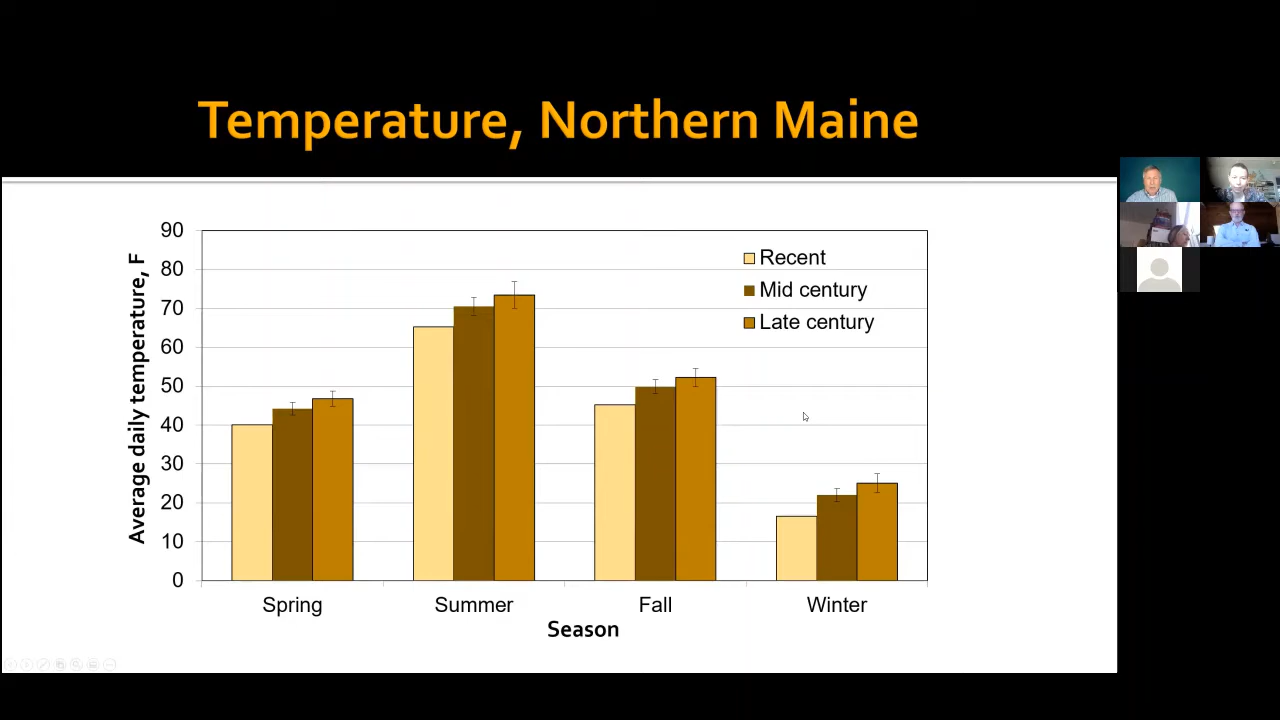 Temperature, Northern Maine
Average daily temperature, F
90
80
70
60
50
40
30
20
10
0
Recent
Mid century
Late century
Spring
Summer
Fall
Winter
Season